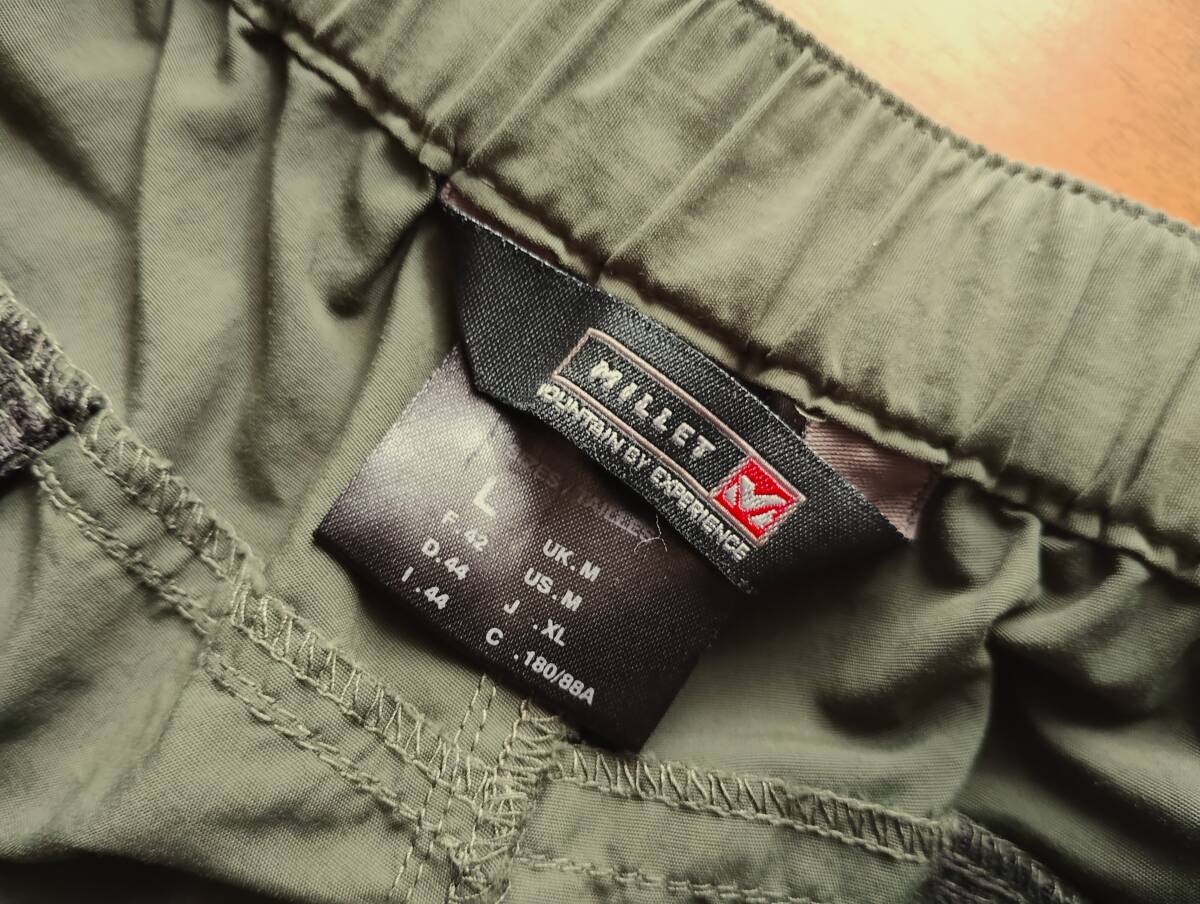 MILLET
MOUNTAIN BY EXPERIENCE
L
F 42 UK.M
D.44 US.M
I .44 J .XL
C .180/88A